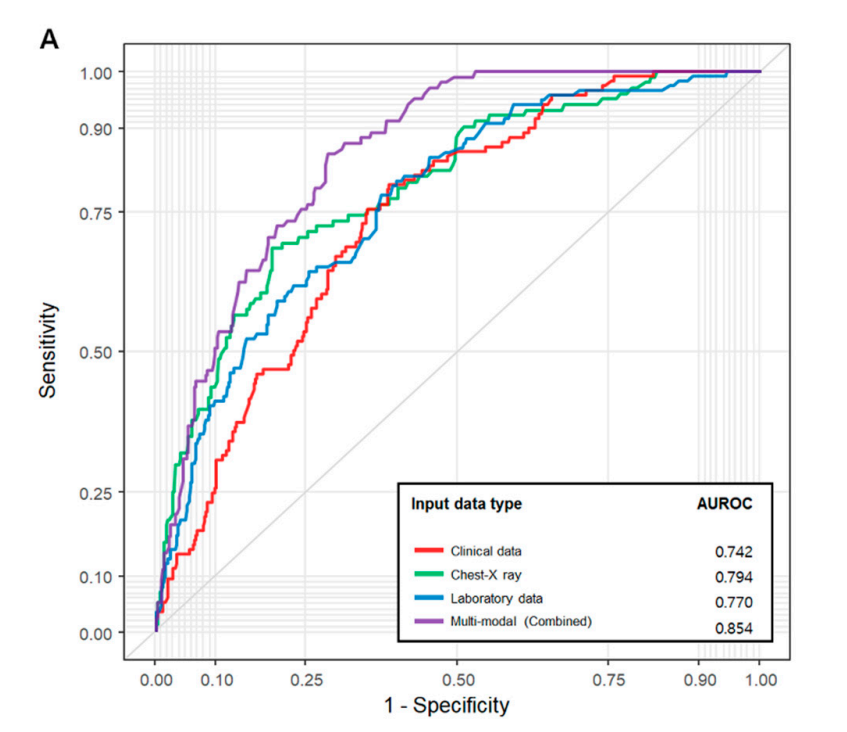 A
1.00
0.90
0.75
0.50
0.25
0.10
0.00
Sensitivity
Input data type AUROC
Clinical data 0.742
Chest-X ray 0.794
Laboratory data 0.770
Multi-modal (Combined) 0.854
0.00 0.10 0.25 0.50 0.75 0.90 1.00
1 - Specificity